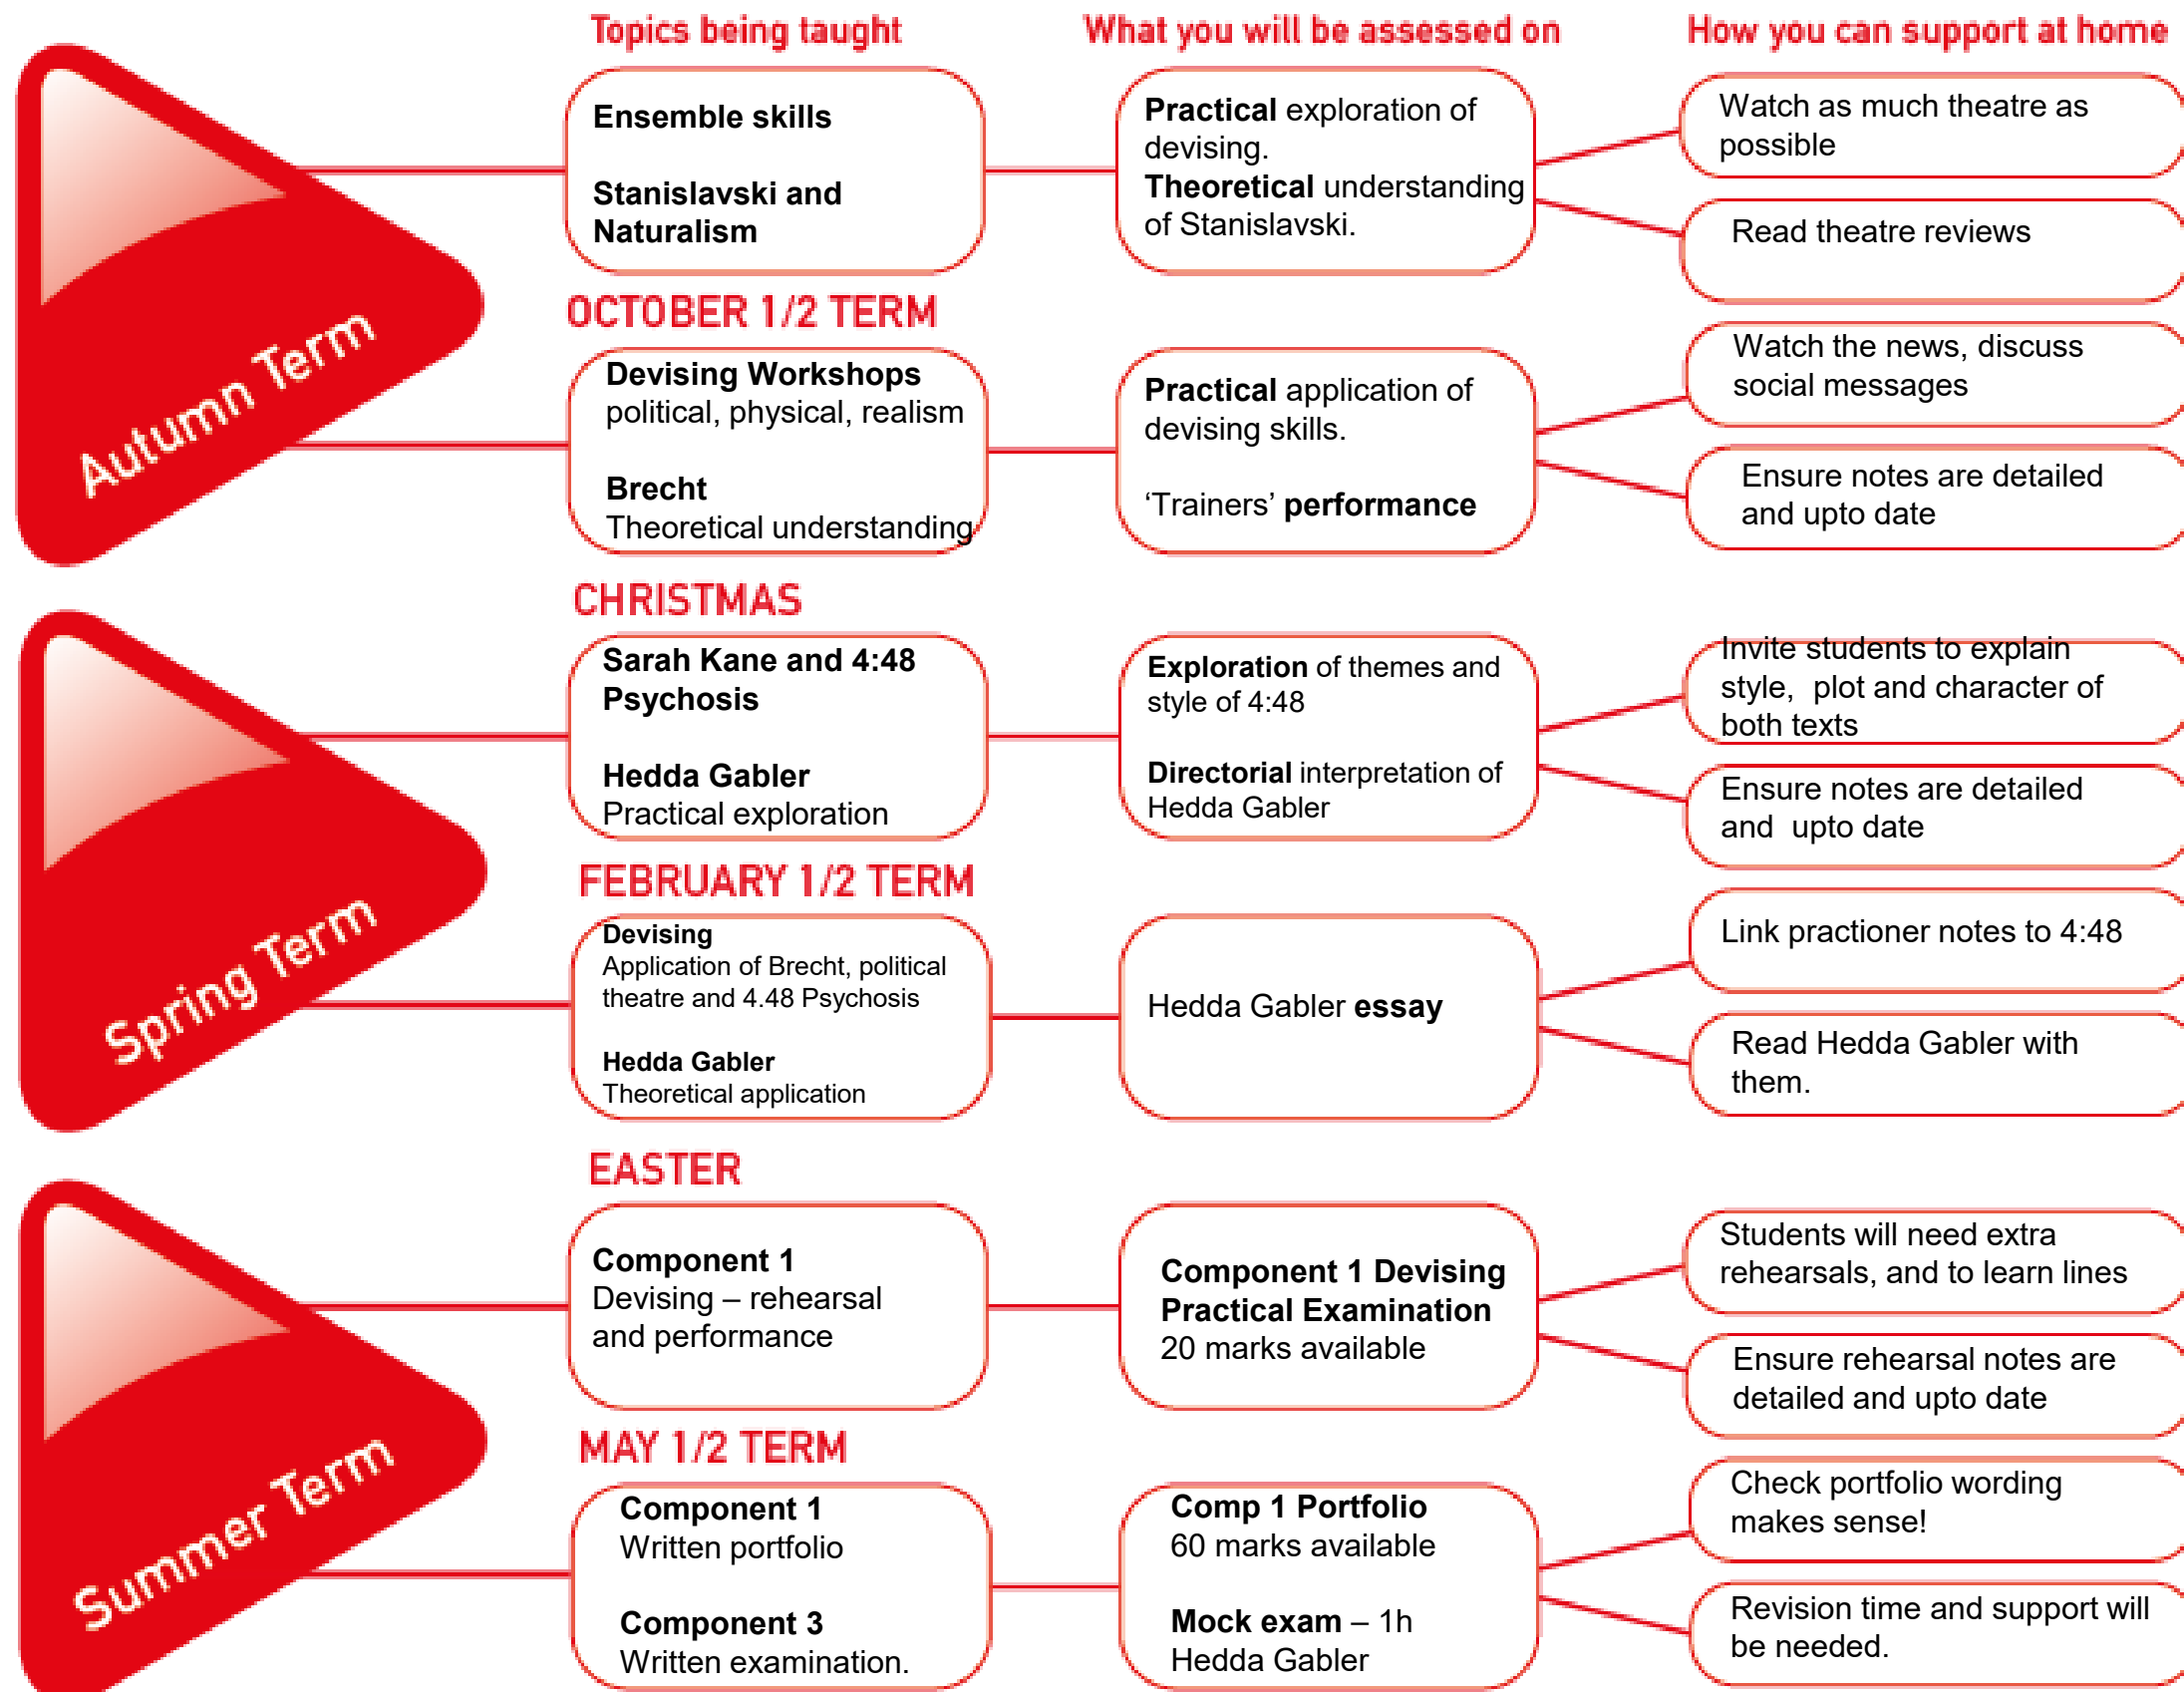 Topics being taught
What you will be assessed on
How you can support at home
Autumn Term
Ensemble skills
Stanislavski and
Naturalism
Practical exploration of
devising.
Theoretical understanding
of Stanislavski.
Watch as much theatre as
possible
Read theatre reviews
OCTOBER 1/2 TERM
Devising Workshops
political, physical, realism
Brecht
Theoretical understanding
Practical application of
devising skills.
‘Trainers’ performance
Watch the news, discuss
social messages
Ensure notes are detailed
and upto date
CHRISTMAS
Spring Term
Sarah Kane and 4:48
Psychosis
Hedda Gabler
Practical exploration
Exploration of themes and
style of 4:48
Directorial interpretation of
Hedda Gabler
Invite students to explain
style, plot and character of
both texts
Ensure notes are detailed
and upto date
FEBRUARY 1/2 TERM
Devising
Application of Brecht, political
theatre and 4.48 Psychosis
Hedda Gabler
Theoretical application
Hedda Gabler essay
Link practioner notes to 4:48
Read Hedda Gabler with
them.
EASTER
Summer Term
Component 1
Devising – rehearsal
and performance
Component 1 Devising
Practical Examination
20 marks available
Students will need extra
rehearsals, and to learn lines
Ensure rehearsal notes are
detailed and upto date
MAY 1/2 TERM
Component 1
Written portfolio
Component 3
Written examination.
Comp 1 Portfolio
60 marks available
Mock exam – 1h
Hedda Gabler
Check portfolio wording
makes sense!
Revision time and support will
be needed.